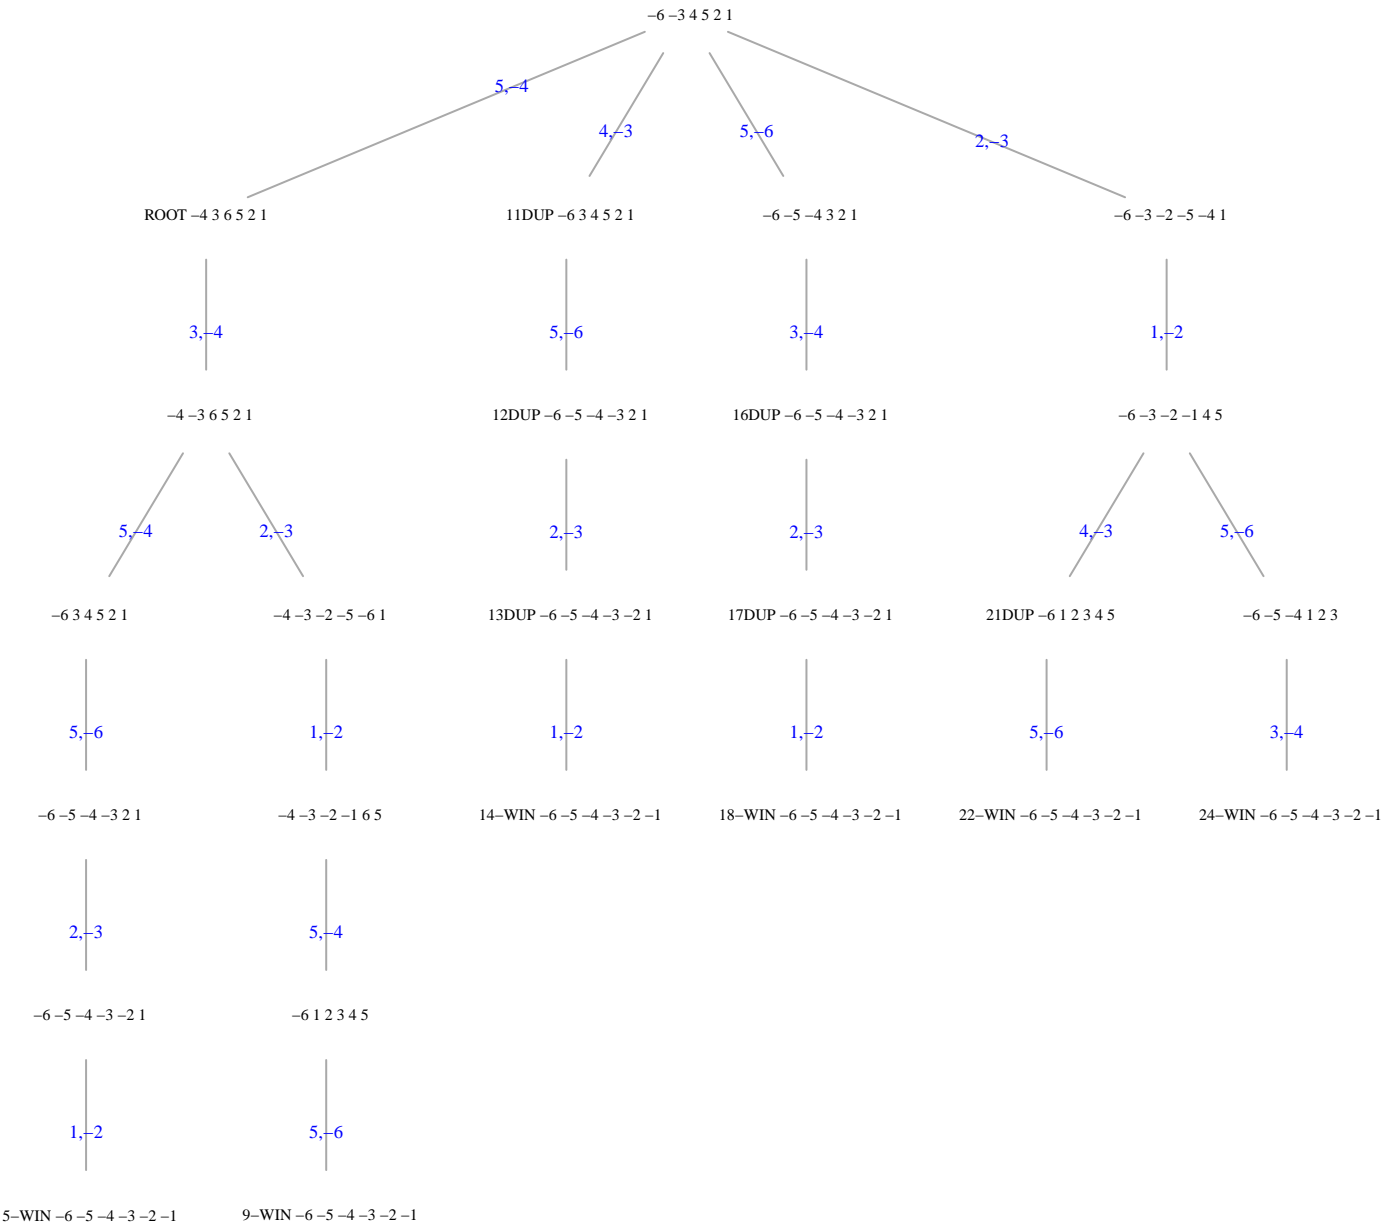 −6 −3 4 5 2 1
5,−4
4,−3
5,−6
2,−3
ROOT −4 3 6 5 2 1
11DUP −6 3 4 5 2 1
−6 −5 −4 3 2 1
−6 −3 −2 −5 −4 1
3,−4
5,−6
3,−4
1,−2
−4 −3 6 5 2 1
12DUP −6 −5 −4 −3 2 1
16DUP −6 −5 −4 −3 2 1
−6 −3 −2 −1 4 5
5,−4
2,−3
2,−3
2,−3
4,−3
5,−6
−6 3 4 5 2 1
−4 −3 −2 −5 −6 1
13DUP −6 −5 −4 −3 −2 1
17DUP −6 −5 −4 −3 −2 1
21DUP −6 1 2 3 4 5
−6 −5 −4 1 2 3
5,−6
1,−2
1,−2
1,−2
5,−6
3,−4
−6 −5 −4 −3 2 1
−4 −3 −2 −1 6 5
14−WIN −6 −5 −4 −3 −2 −1
18−WIN −6 −5 −4 −3 −2 −1
22−WIN −6 −5 −4 −3 −2 −1
24−WIN −6 −5 −4 −3 −2 −1
2,−3
5,−4
−6 −5 −4 −3 −2 1
−6 1 2 3 4 5
1,−2
5,−6
5−WIN −6 −5 −4 −3 −2 −1
9−WIN −6 −5 −4 −3 −2 −1